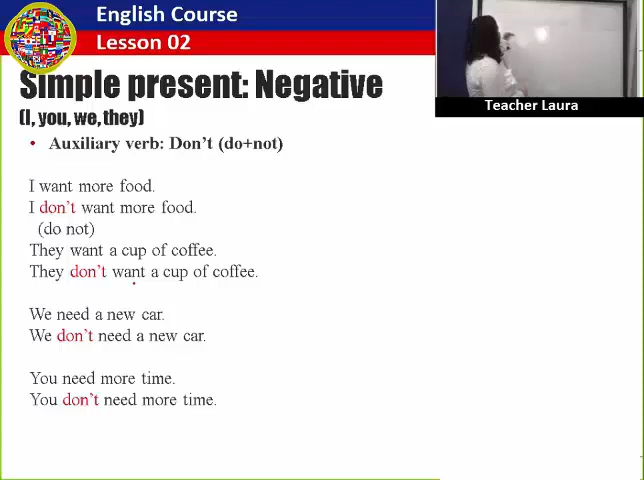 English Course
Lesson 02
Teacher Laura
Simple present: Negative
(I, you, we, they)
• Auxiliary verb: Don't (do+not)
I want more food.
I don't want more food.
(do not)
They want a cup of coffee.
They don't want a cup of coffee.
We need a new car.
We don't need a new car.
You need more time.
You don't need more time.